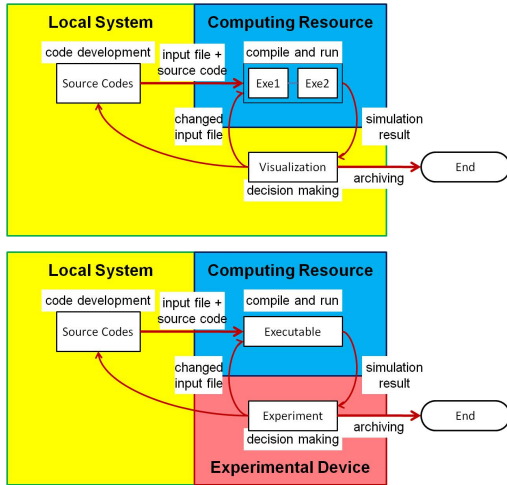 Local System
Computing Resource
code development
input file +
source code
compile and run
Source Codes
Exe1
Exe2
changed
input file
simulation
result
Visualization
decision making
archiving
End
Local System
Computing Resource
code development
input file +
source code
compile and run
Source Codes
Executable
changed
input file
simulation
result
Experiment
decision making
archiving
End
Experimental Device